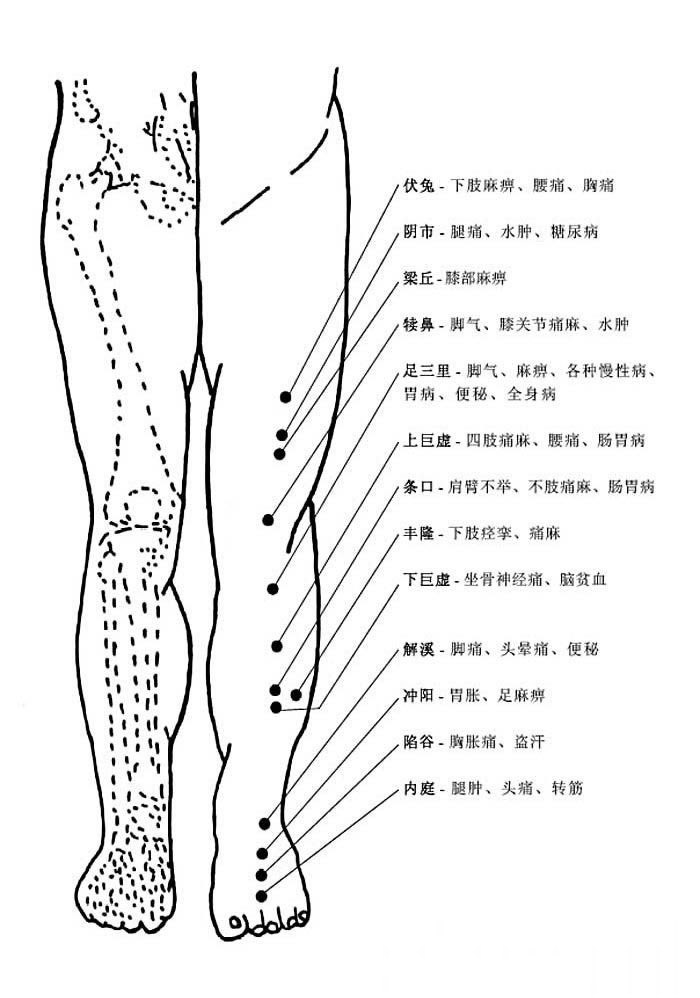 伏兔 - 下肢麻痹、腰痛、胸痛
阴市 - 腿痛、水肿、糖尿病
梁丘 - 膝部麻痹
犊鼻 - 脚气、膝关节痛麻、水肿
足三里 - 脚气、麻痹、各种慢性病、
胃病、便秘、全身病
上巨虚 - 四肢痛麻、腰痛、肠胃病
条口 - 肩臂不举、不肢痛麻、肠胃病
丰隆 - 下肢痉挛、痛麻
下巨虚 - 坐骨神经痛、脑贫血
解溪 - 脚痛、头晕痛、便秘
冲阳 - 胃胀、足麻痹
陷谷 - 胸胀痛、盗汗
内庭 - 腿肿、头痛、转筋